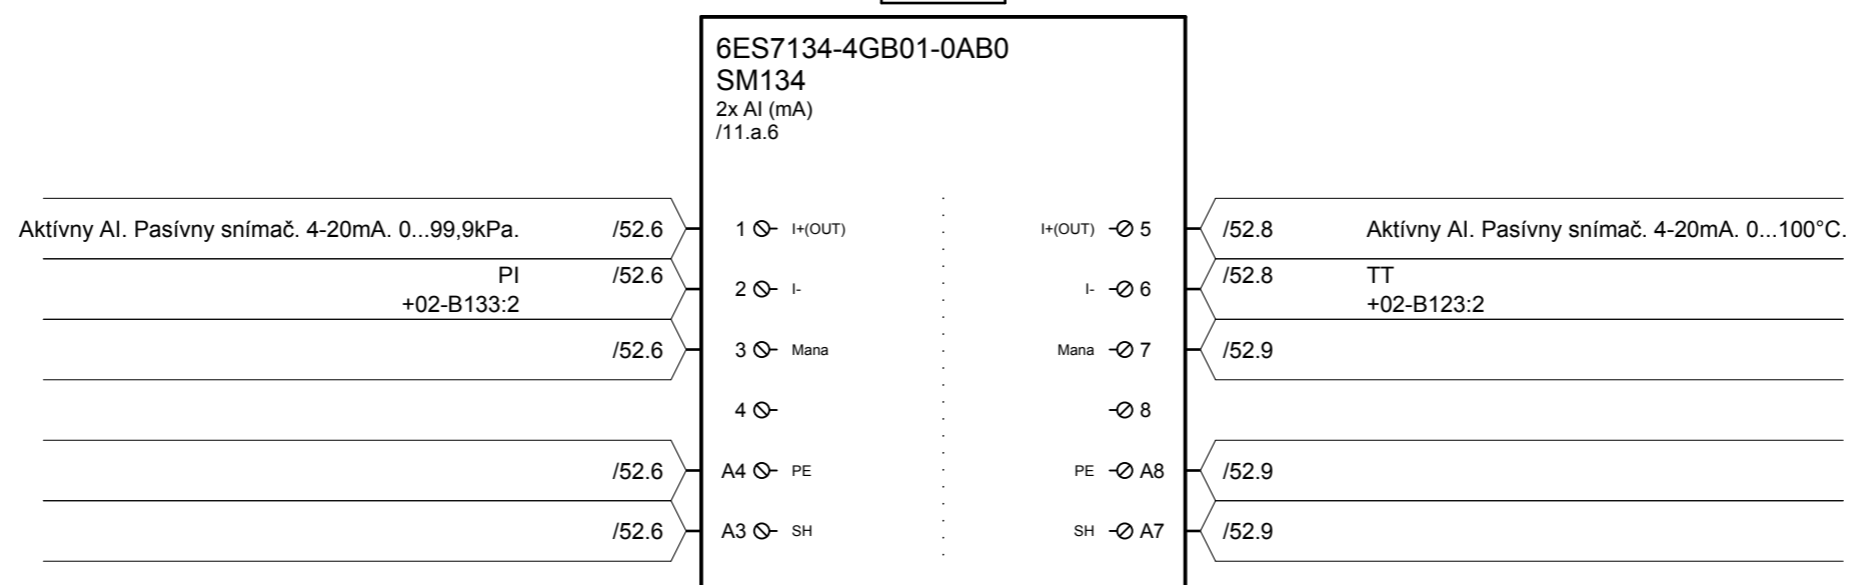 6ES7134-4GB01-0AB0
SM134
2x AI (mA)
/11.a.6
Aktívny AI. Pasívny snímač. 4-20mA. 0...99,9kPa. /52.6 1 I+(OUT) I+(OUT) 5 /52.8 Aktívny AI. Pasívny snímač. 4-20mA. 0...100°C.
PI /52.6 2 I- I- 6 /52.8 TT
+02-B133:2 +02-B123:2
/52.6 3 Mana Mana 7 /52.9
4 8
/52.6 A4 PE PE A8 /52.9
/52.6 A3 SH SH A7 /52.9